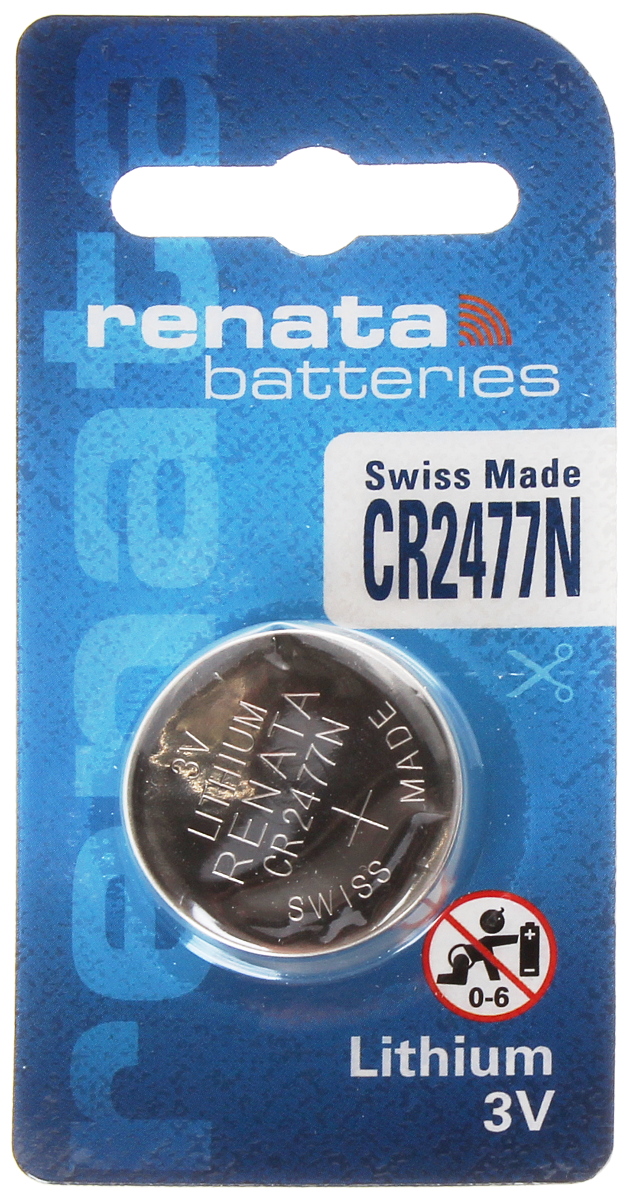 renata
batteries
Swiss Made
CR2477N
3V
LITHIUM
RENATA
CR2477N
+
SWISS MADE
0-6
Lithium
3V
renata